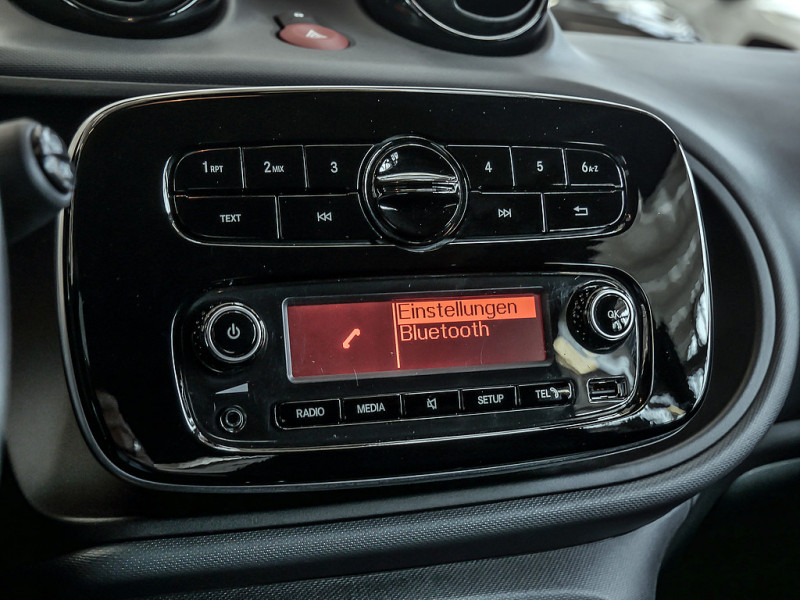 1 RPT 2 MIX 3 4 5 6 A-Z
TEXT
Einstellungen
Bluetooth
OK
RADIO MEDIA SETUP TEL